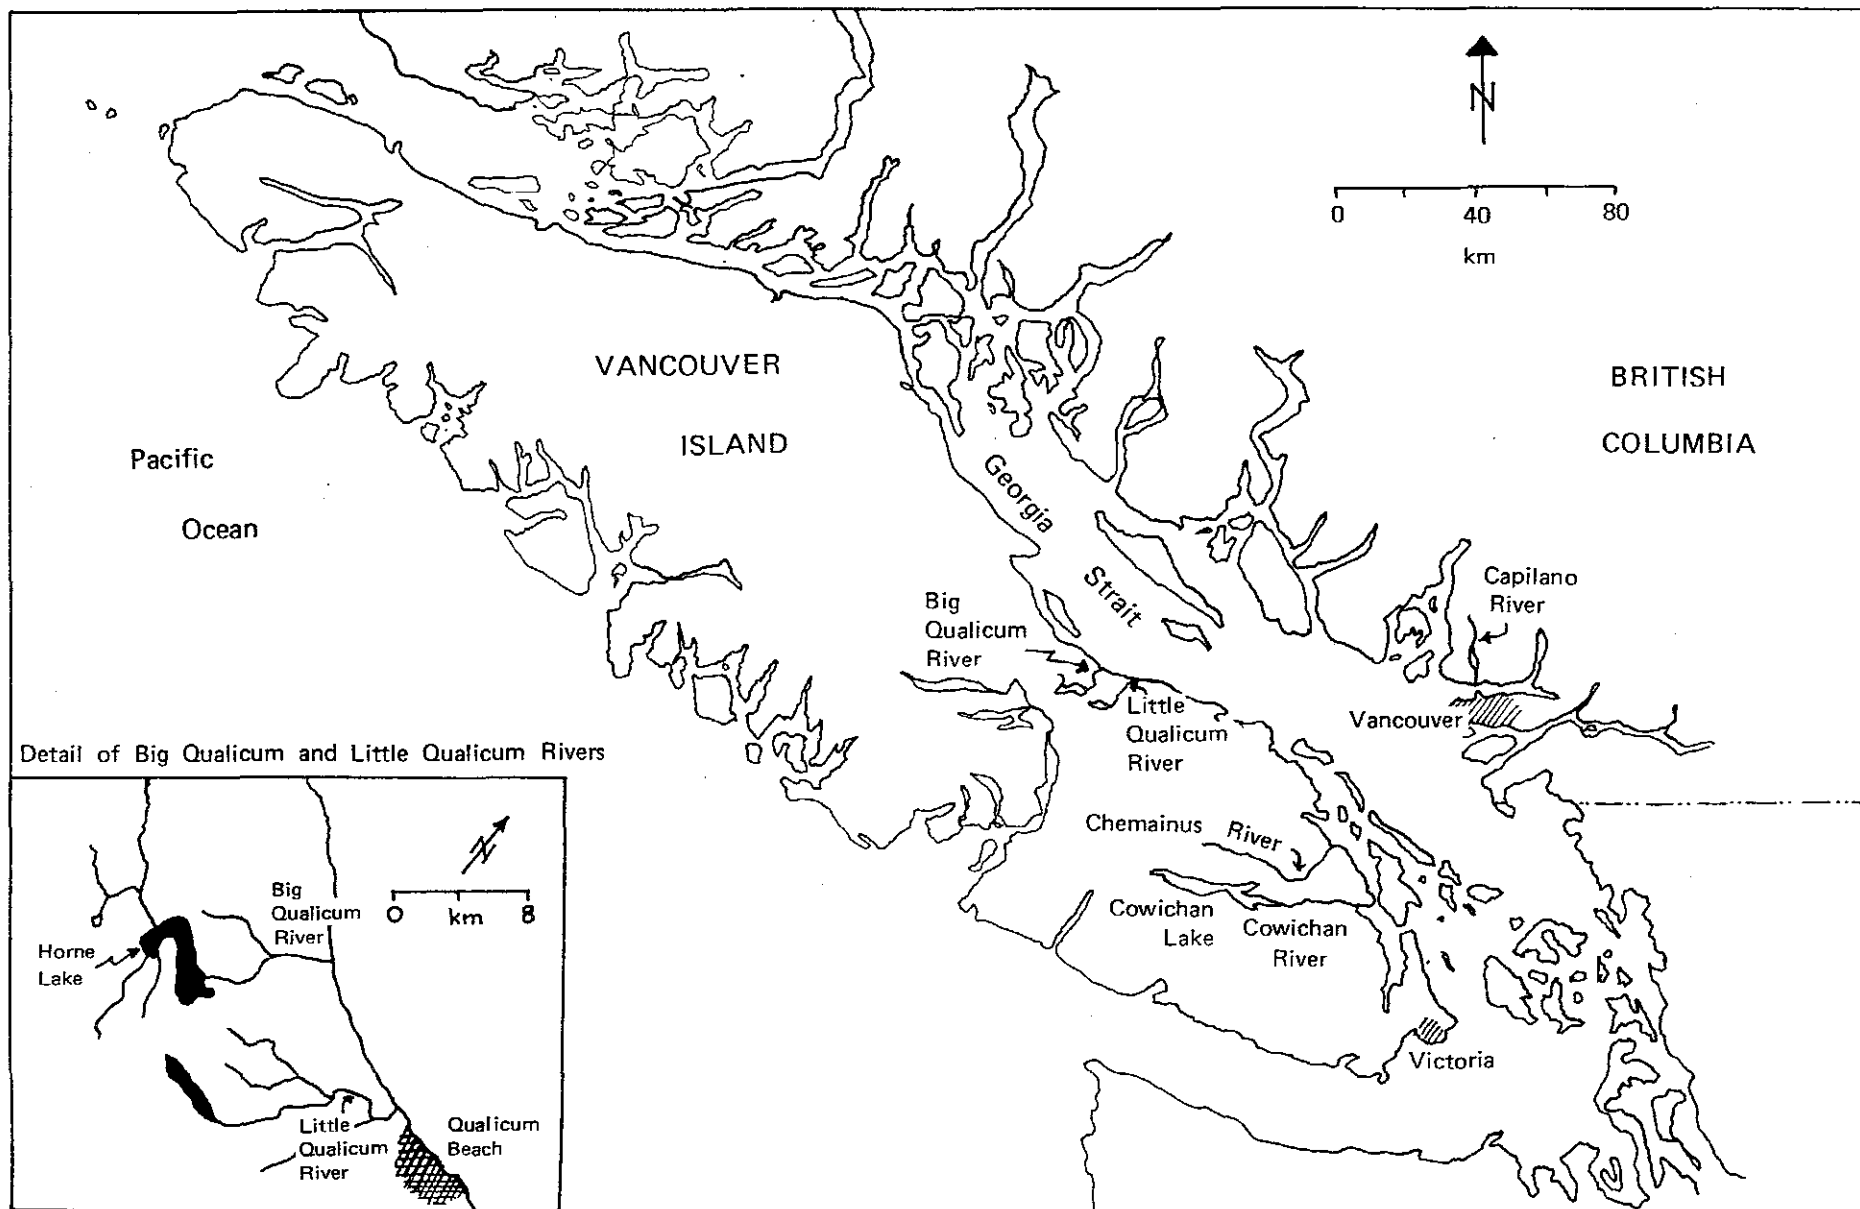 N
0 40 80
km
VANCOUVER
ISLAND
BRITISH
COLUMBIA
Pacific
Ocean
Georgia
Strait
Capilano
River
Big
Qualicum
River
Little
Qualicum
River
Vancouver
Chemainus River
Cowichan
Lake
Cowichan
River
Victoria
Detail of Big Qualicum and Little Qualicum Rivers
N
0 km 8
Big
Qualicum
River
Horne
Lake
Little
Qualicum
River
Qualicum
Beach